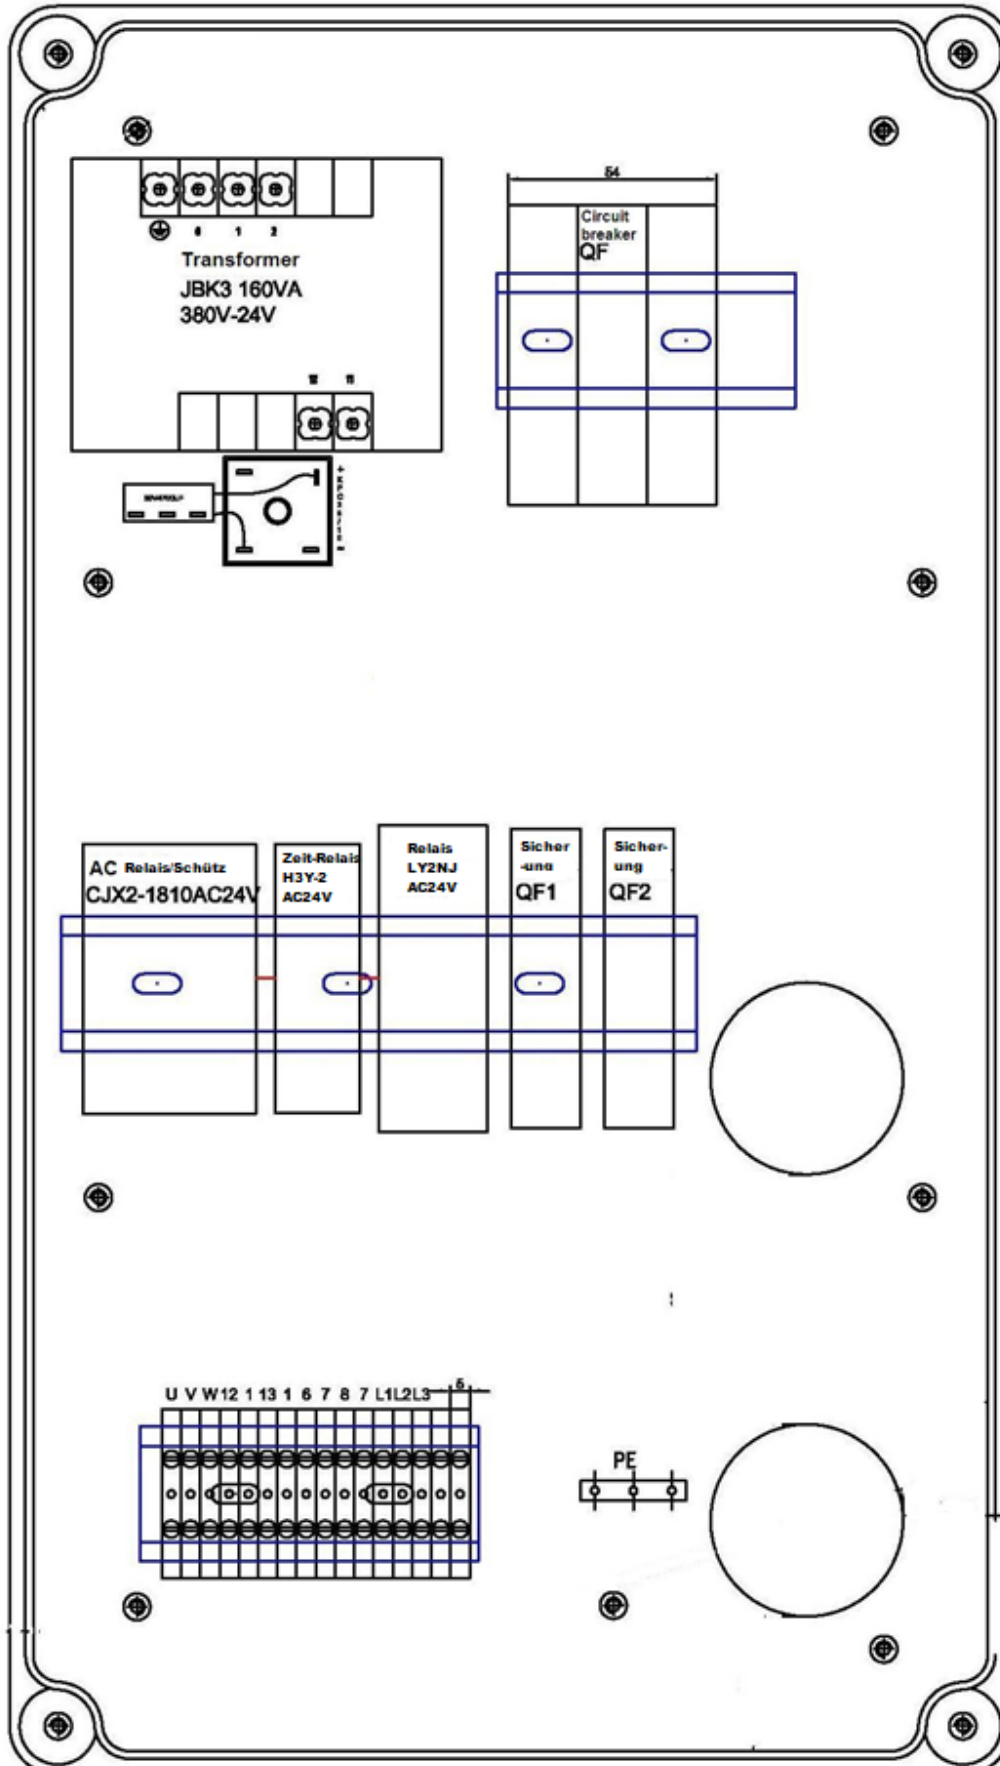 54
Circuit
breaker
QF
1 2
Transformer
JBK3 160VA
380V-24V
11
AC Relais/Schütz
CJX2-1810AC24V
Zeit-Relais
H3Y-2
AC24V
Relais
LY2NJ
AC24V
Sicher
-ung
QF1
Sicher-
ung
QF2
U V W 12 1 13 1 6 7 8 7 L1 L2 L3
5
PE